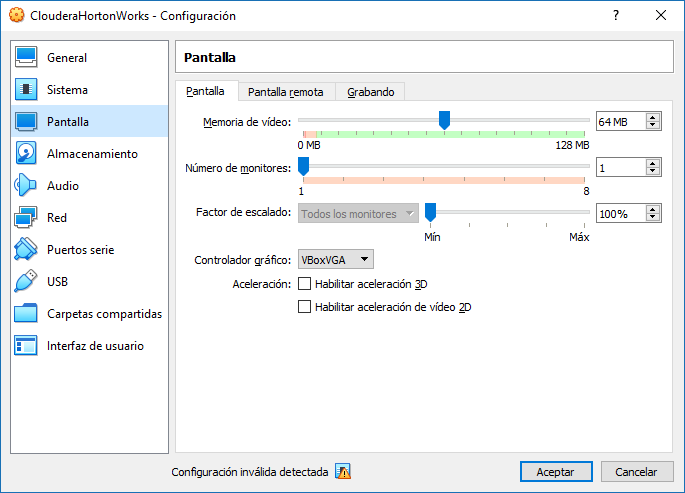 ClouderaHortonWorks - Configuración
?
General
Sistema
Pantalla
Almacenamiento
Audio
Red
Puertos serie
USB
Carpetas compartidas
Interfaz de usuario
Pantalla
Pantalla Pantalla remota Grabando
Memoria de vídeo: 64 MB
0 MB 128 MB
Número de monitores: 1
1 8
Factor de escalado: Todos los monitores 100%
Mín Máx
Controlador gráfico: VBoxVGA
Aceleración: Habilitar aceleración 3D
Habilitar aceleración de vídeo 2D
Configuración inválida detectada
Aceptar Cancelar